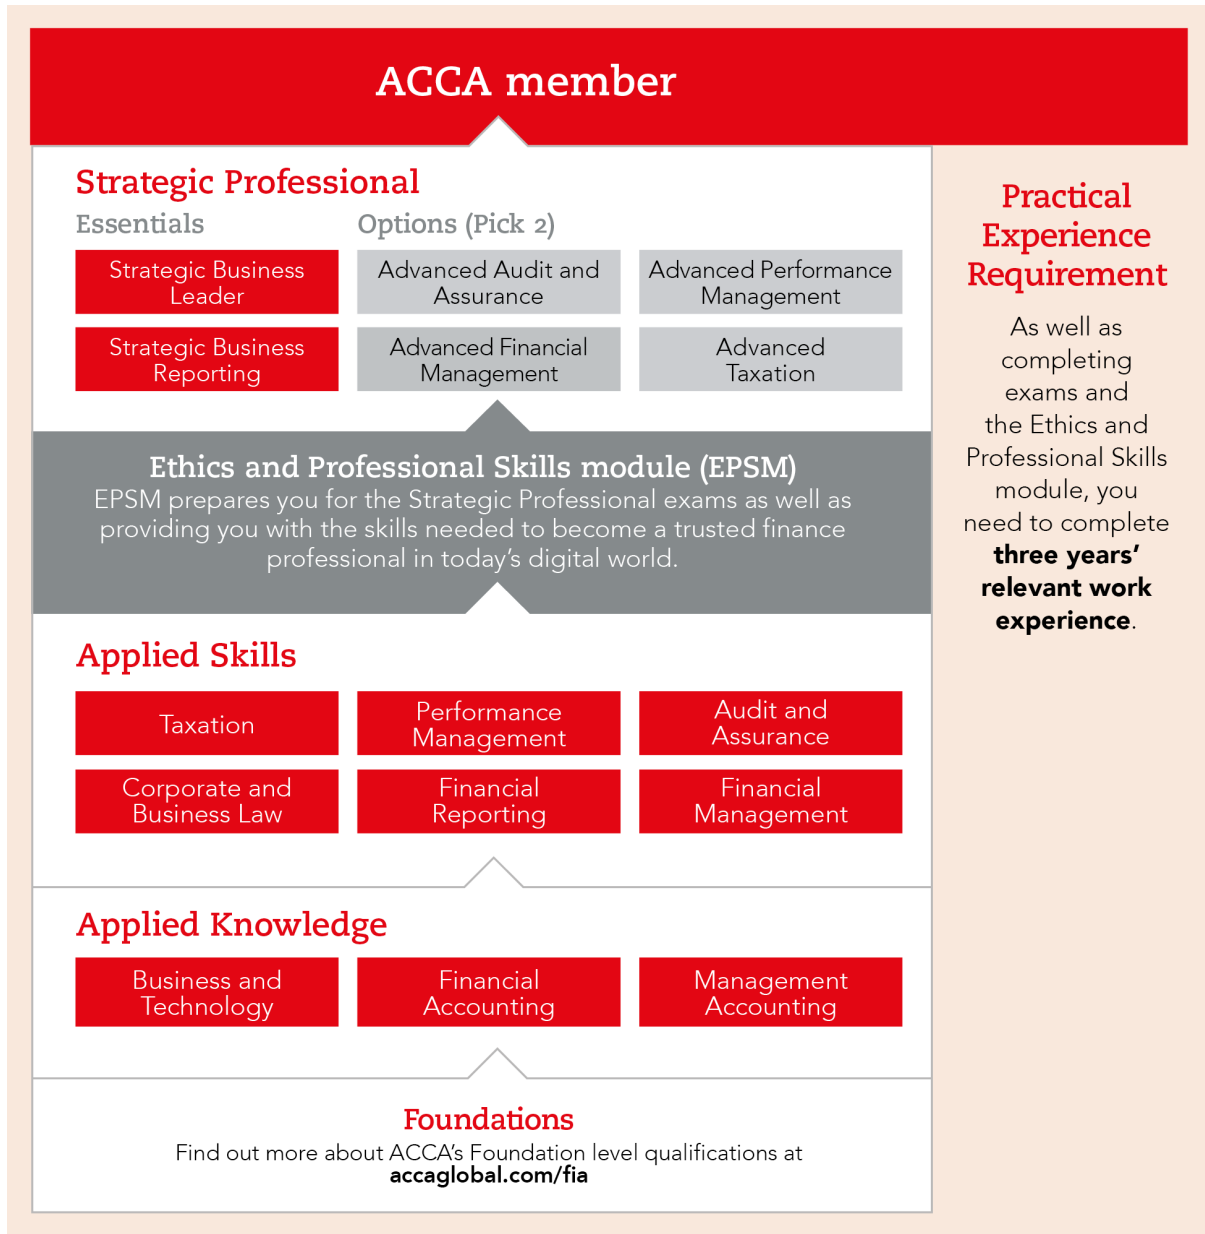 ACCA member
Strategic Professional
Essentials
Options (Pick 2)
Strategic Business
Leader
Advanced Audit and
Assurance
Advanced Performance
Management
Strategic Business
Reporting
Advanced Financial
Management
Advanced
Taxation
Ethics and Professional Skills module (EPSM)
EPSM prepares you for the Strategic Professional exams as well as
providing you with the skills needed to become a trusted finance
professional in today’s digital world.
Applied Skills
Taxation
Performance
Management
Audit and
Assurance
Corporate and
Business Law
Financial
Reporting
Financial
Management
Applied Knowledge
Business and
Technology
Financial
Accounting
Management
Accounting
Foundations
Find out more about ACCA’s Foundation level qualifications at
accaglobal.com/fia
Practical
Experience
Requirement
As well as
completing
exams and
the Ethics and
Professional Skills
module, you
need to complete
three years’
relevant work
experience.